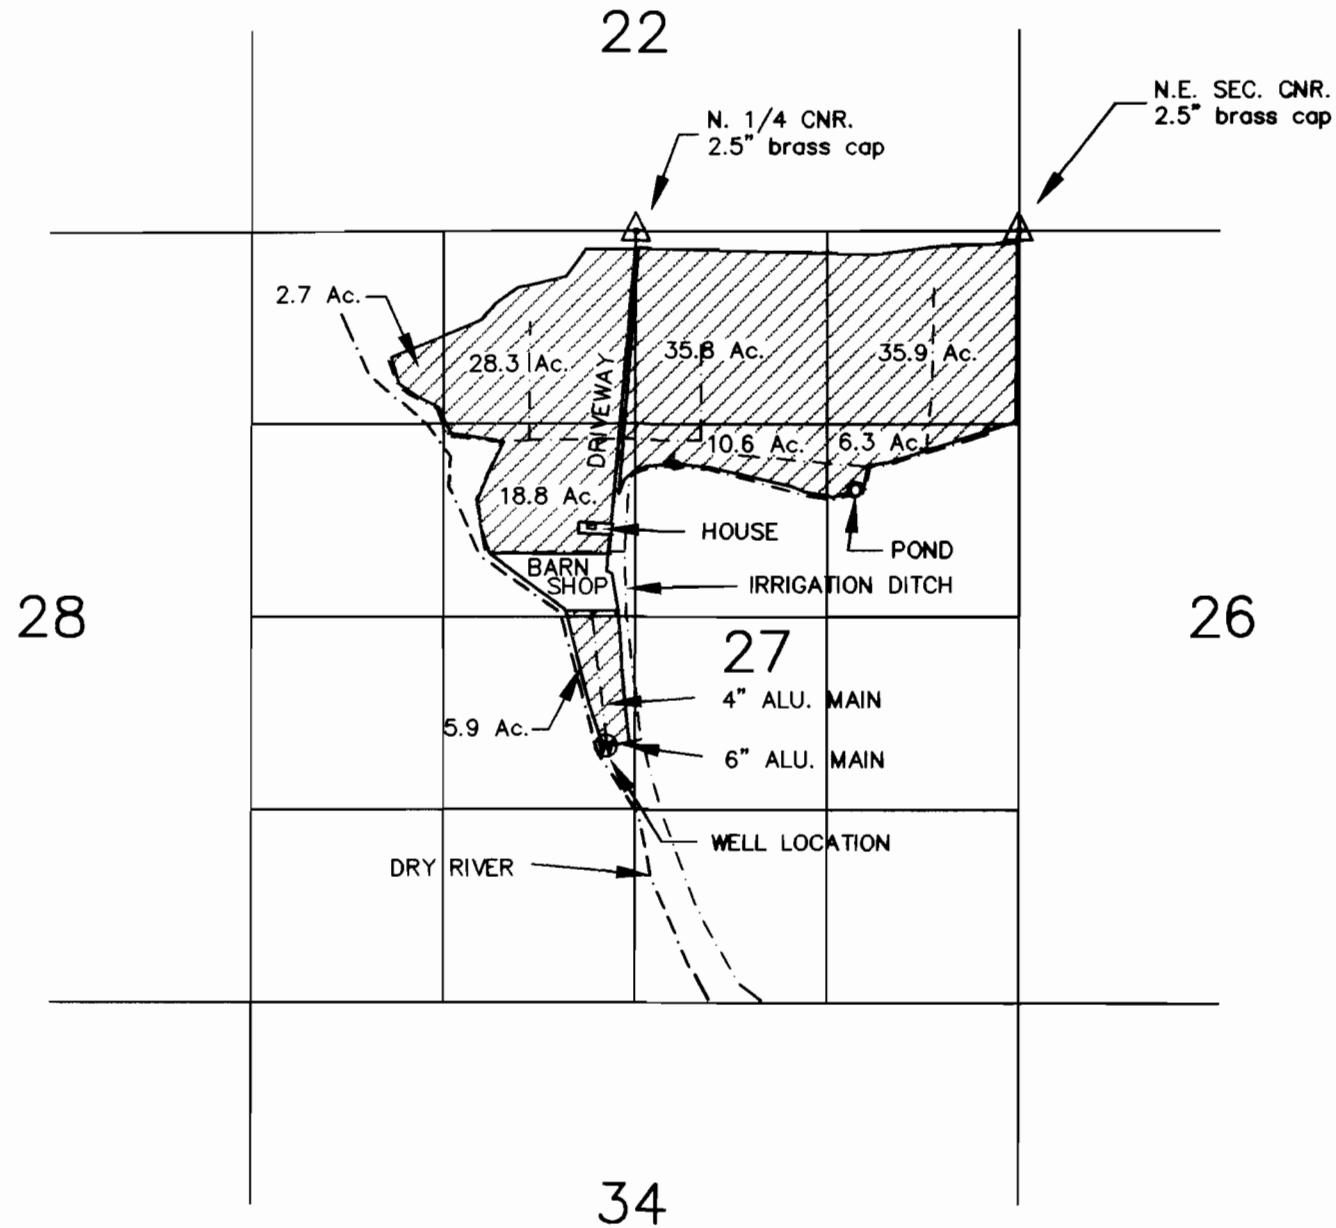 22
N.E. SEC. CNR.
2.5" brass cap
N. 1/4 CNR.
2.5" brass cap
2.7 Ac.
28.3 Ac.
35.8 Ac.
35.9 Ac.
DRIVEWAY
10.6 Ac.
6.3 Ac.
18.8 Ac.
HOUSE
POND
BARN
SHOP
IRRIGATION DITCH
28
26
27
4" ALU. MAIN
5.9 Ac.
6" ALU. MAIN
W
WELL LOCATION
DRY RIVER
34